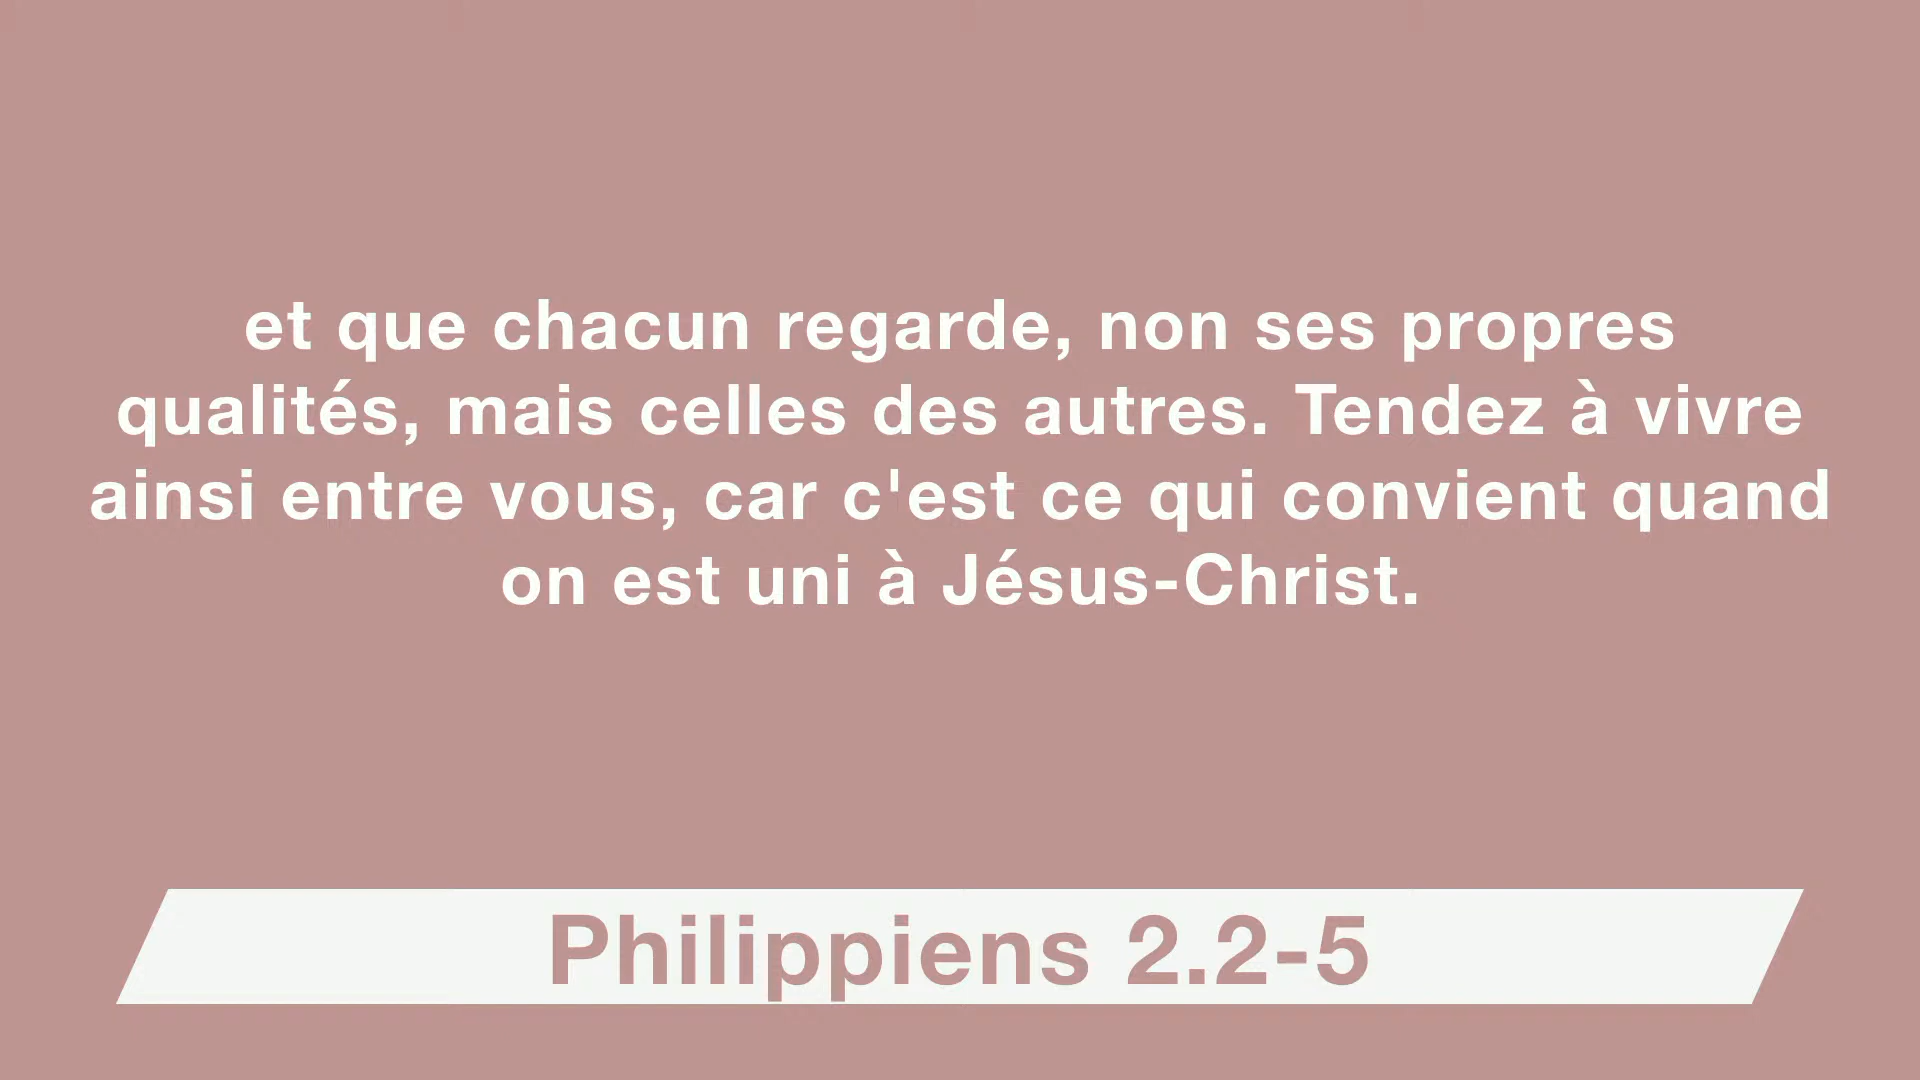 et que chacun regarde, non ses propres
qualités, mais celles des autres. Tendez à vivre
ainsi entre vous, car c'est ce qui convient quand
on est uni à Jésus-Christ.
Philippiens 2.2-5